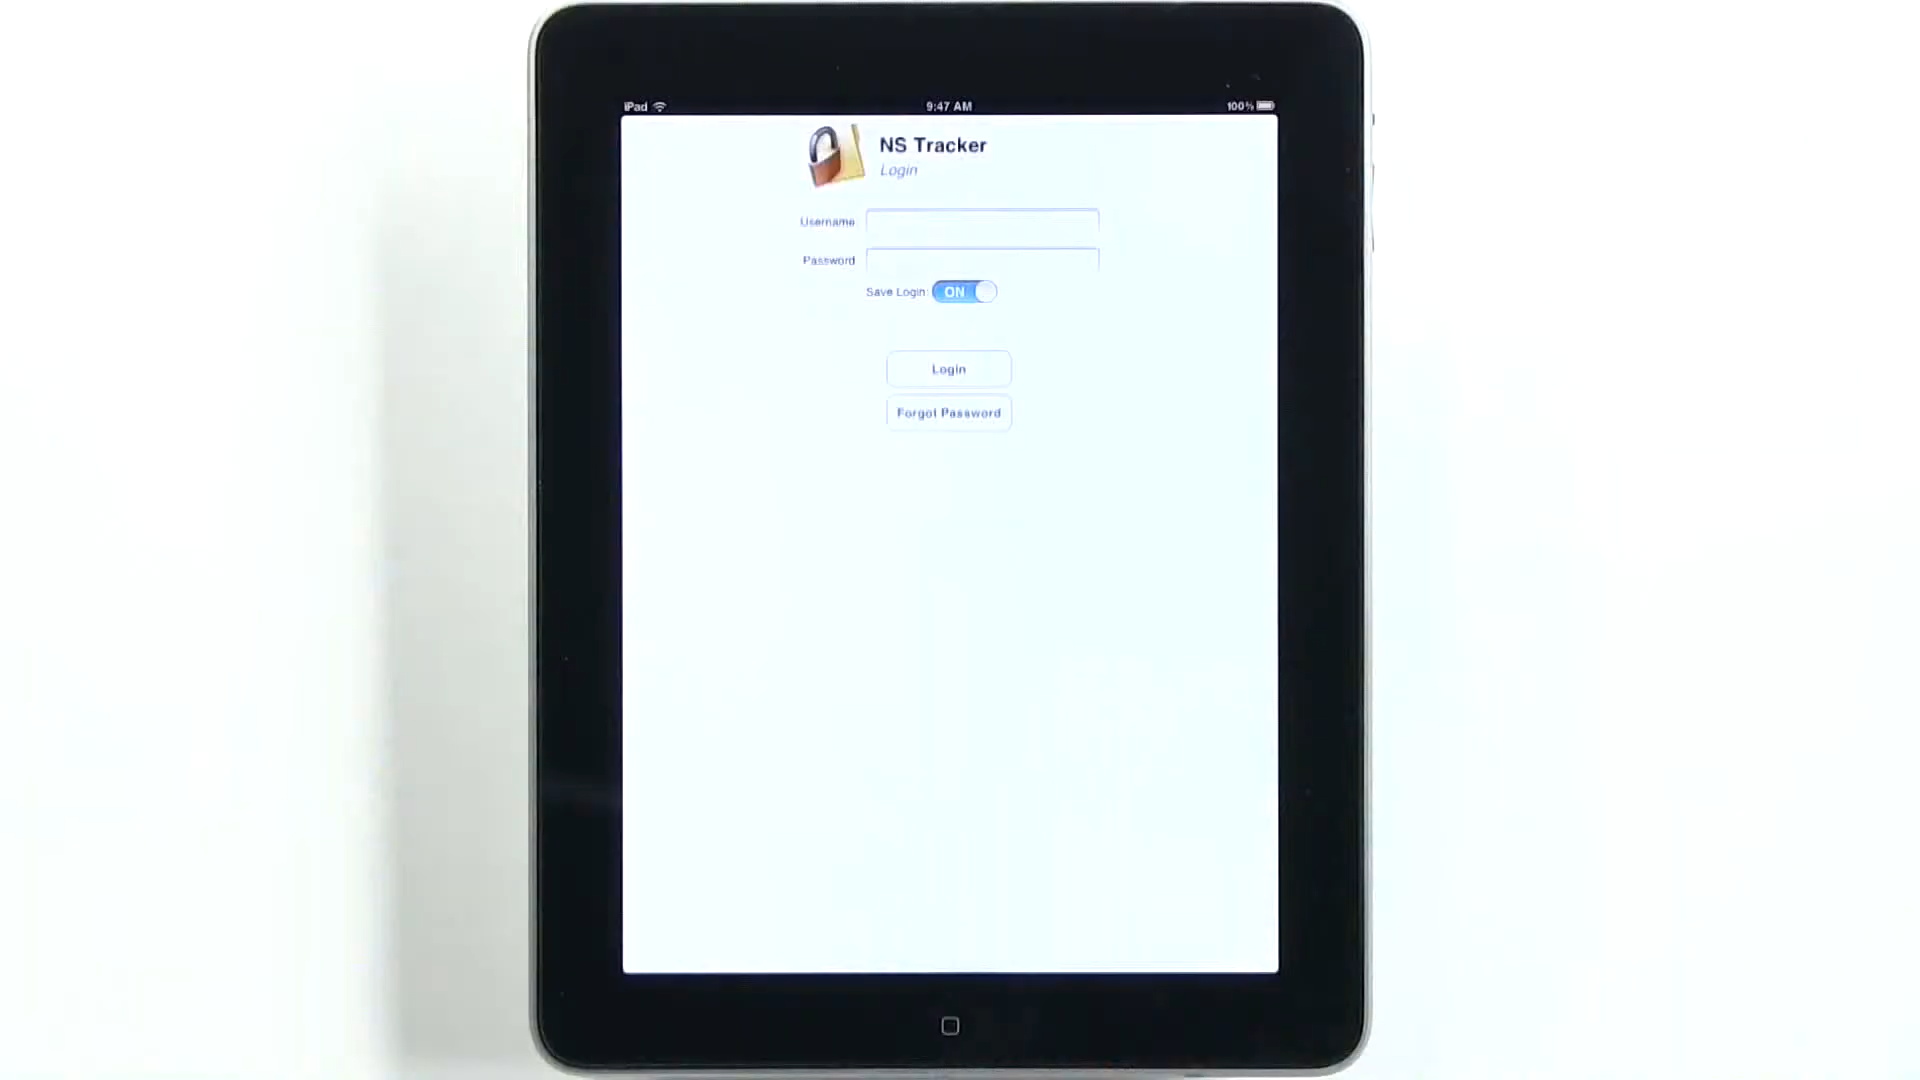 iPad 9:47 AM 100%
NS Tracker
Login
Username
Password
Save Login: ON
Login
Forgot Password